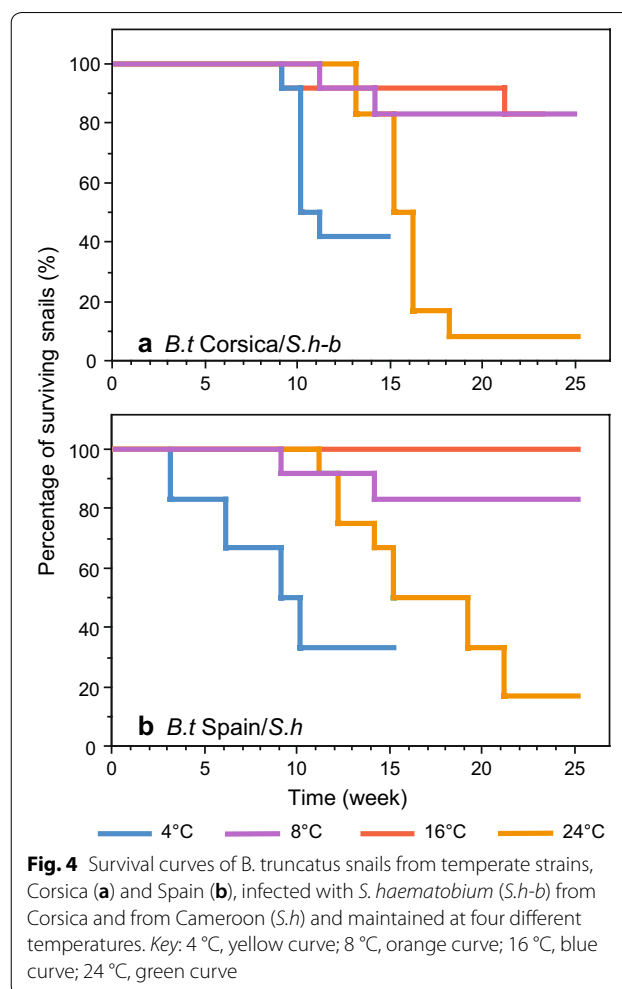 100
80
60
40
20
0
a B.t Corsica/S.h-b
0 5 10 15 20 25
Percentage of surviving snails (%)
100
80
60
40
20
0
b B.t Spain/S.h
0 5 10 15 20 25
Time (week)
4°C 8°C 16°C 24°C
Fig. 4 Survival curves of B. truncatus snails from temperate strains,
Corsica (a) and Spain (b), infected with S. haematobium (S.h-b) from
Corsica and from Cameroon (S.h) and maintained at four different
temperatures. Key: 4 °C, yellow curve; 8 °C, orange curve; 16 °C, blue
curve; 24 °C, green curve